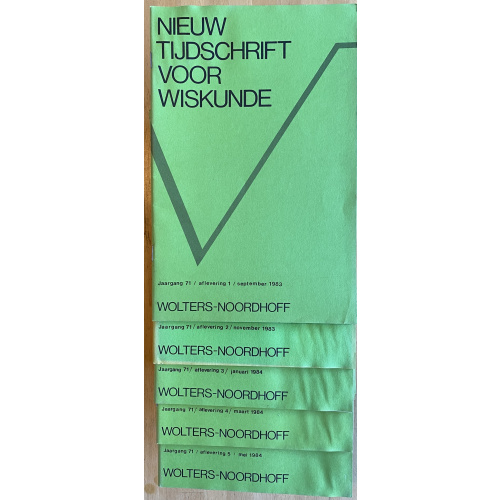 NIEUW
TIJDSCHRIFT
VOOR
WISKUNDE
Jaargang 71 / aflevering 1 / september 1983
WOLTERS-NOORDHOFF
Jaargang 71 / aflevering 2 / november 1983
WOLTERS-NOORDHOFF
Jaargang 71 / aflevering 3 / januari 1984
WOLTERS-NOORDHOFF
Jaargang 71 / aflevering 4 / maart 1984
WOLTERS-NOORDHOFF
Jaargang 71 / aflevering 5 / mei 1984
WOLTERS-NOORDHOFF